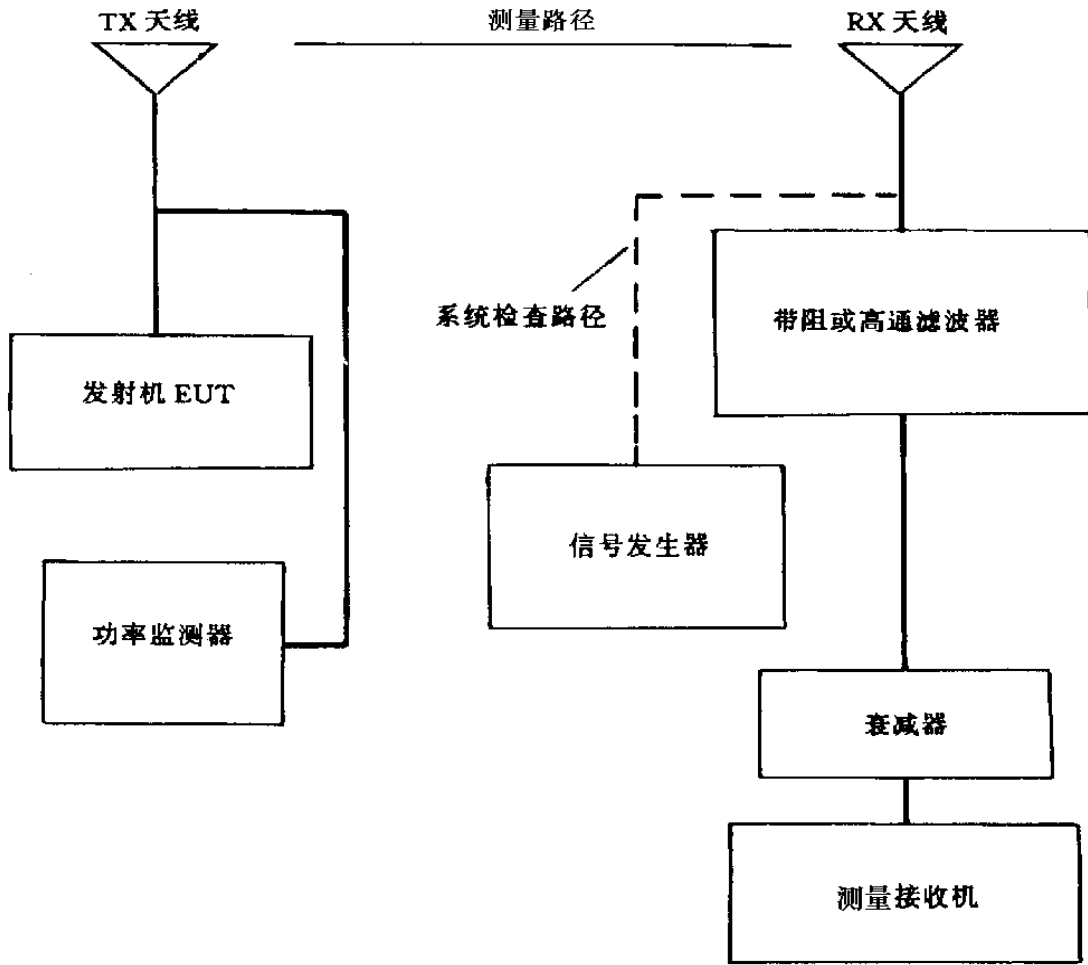 TX 天线
测量路径
RX 天线
系统检查路径
带阻或高通滤波器
发射机 EUT
信号发生器
功率监测器
衰减器
测量接收机